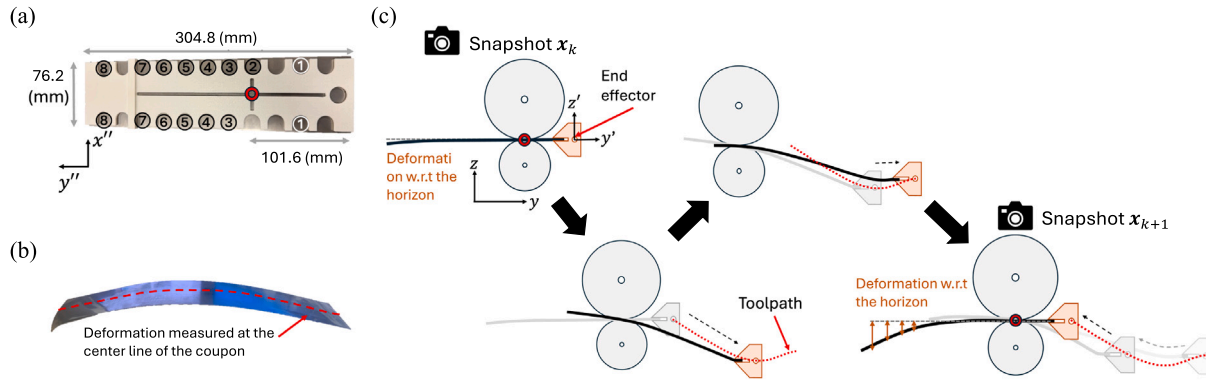 (a)
304.8 (mm)
76.2
(mm)
8 7 6 5 4 3 2 1
8 7 6 5 4 3 1
x''
y''
101.6 (mm)
(b)
Deformation measured at the
center line of the coupon
(c)
Snapshot x_k
End
effector
z'
y'
Deformati
on w.r.t the
horizon
z
y
Toolpath
Snapshot x_{k+1}
Deformation w.r.t
the horizon